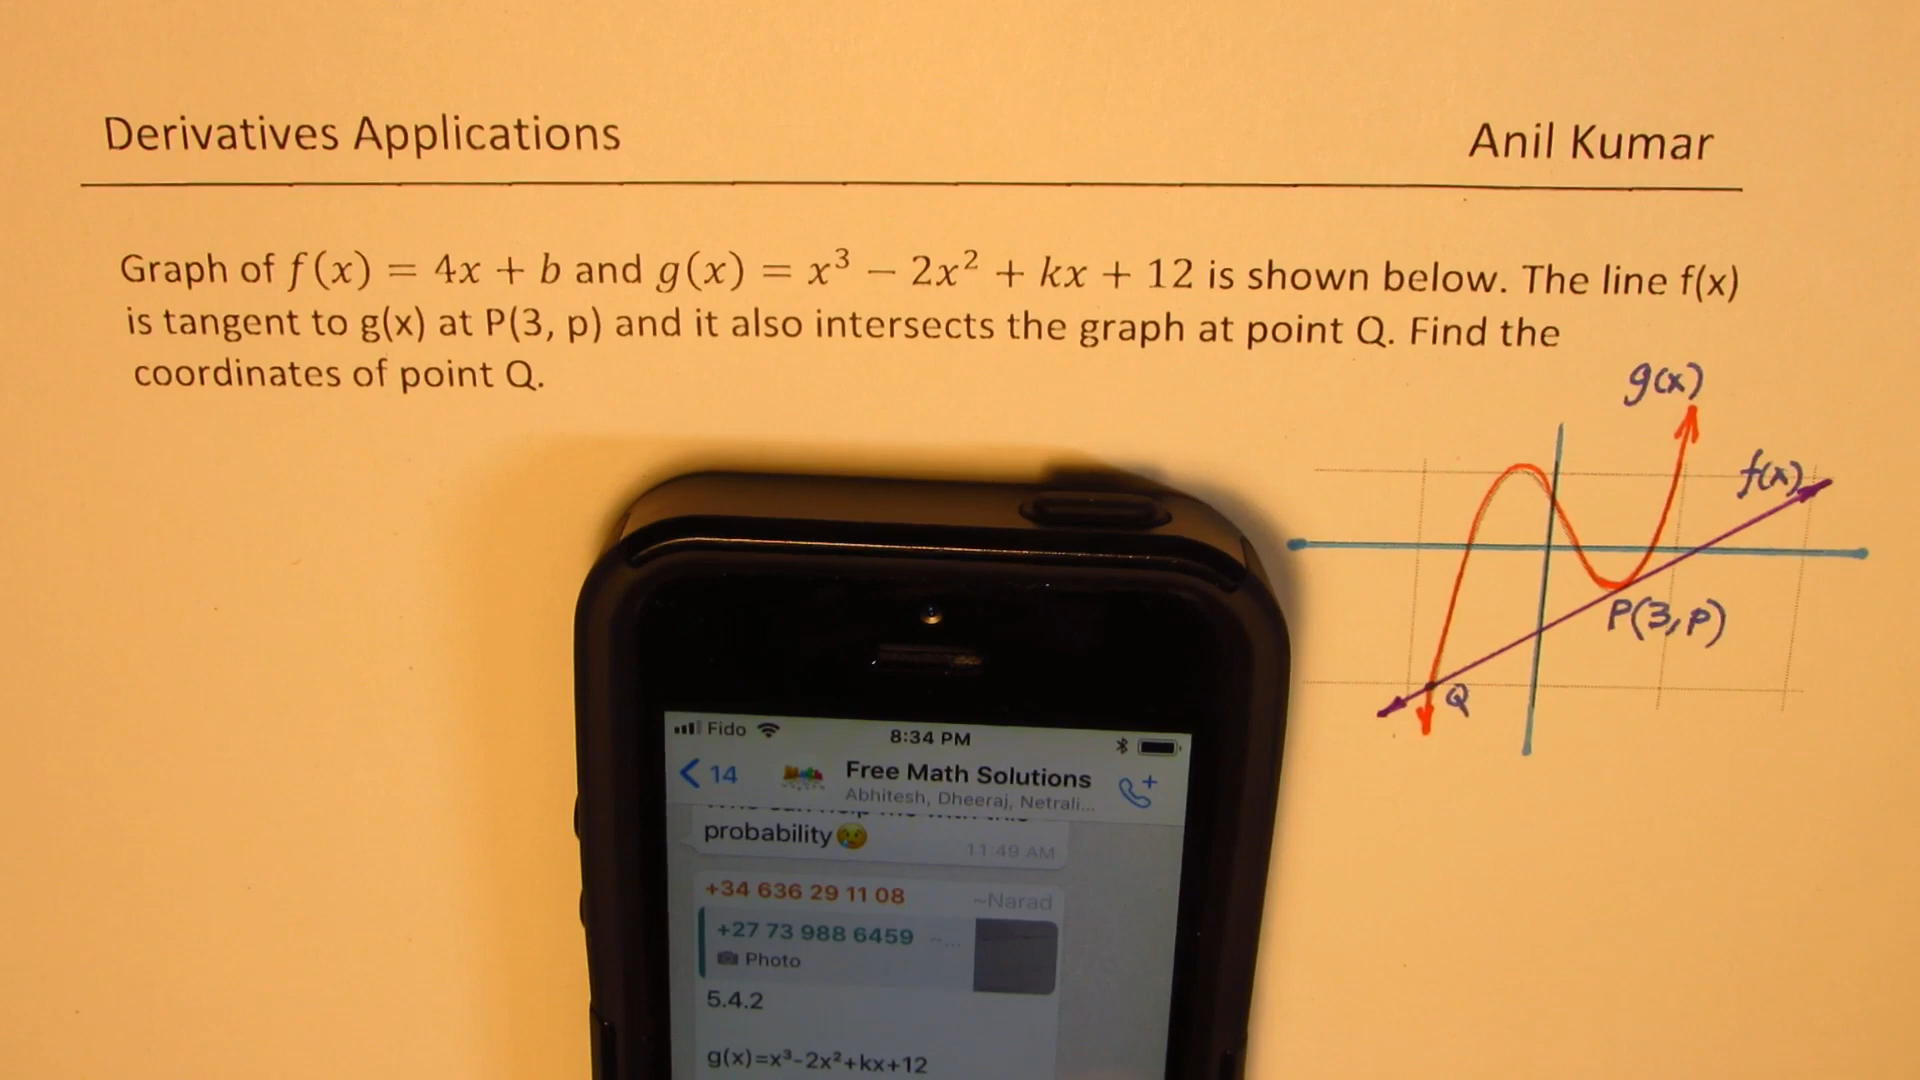 Derivatives Applications
Anil Kumar
Graph of f(x) = 4x + b and g(x) = x³ − 2x² + kx + 12 is shown below. The line f(x)
is tangent to g(x) at P(3, p) and it also intersects the graph at point Q. Find the
coordinates of point Q.
g(x)
f(x)
P(3,P)
Q
Fido
8:34 PM
14
Free Math Solutions
Abhitesh, Dheeraj, Netrali...
probability
11:49 AM
+34 636 29 11 08
~Narad
+27 73 988 6459 ~...
Photo
5.4.2
g(x)=x³-2x²+kx+12